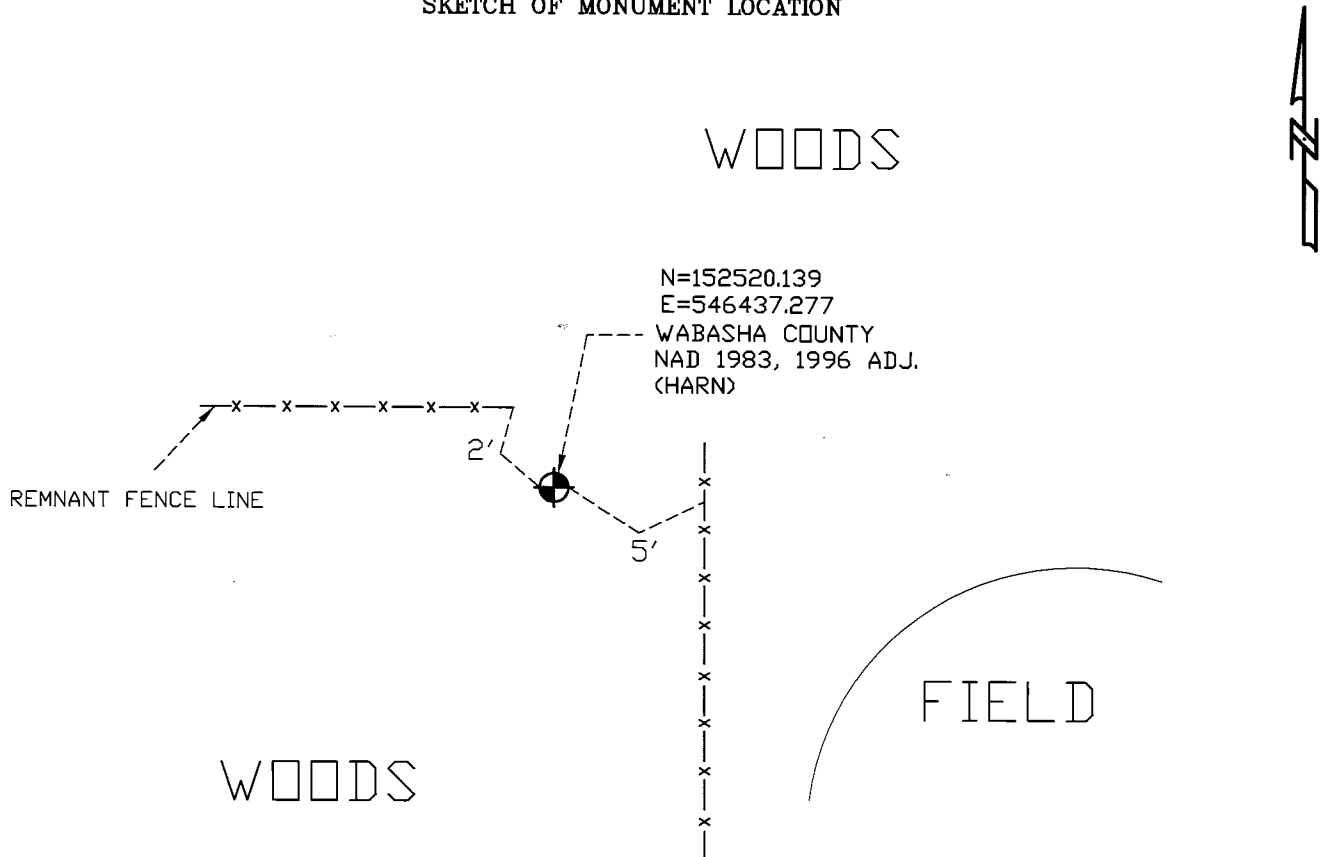 SKETCH OF MONUMENT LOCATION
N
WOODS
N=152520.139
E=546437.277
WABASHA COUNTY
NAD 1983, 1996 ADJ.
(HARN)
2'
REMNANT FENCE LINE
5'
FIELD
WOODS